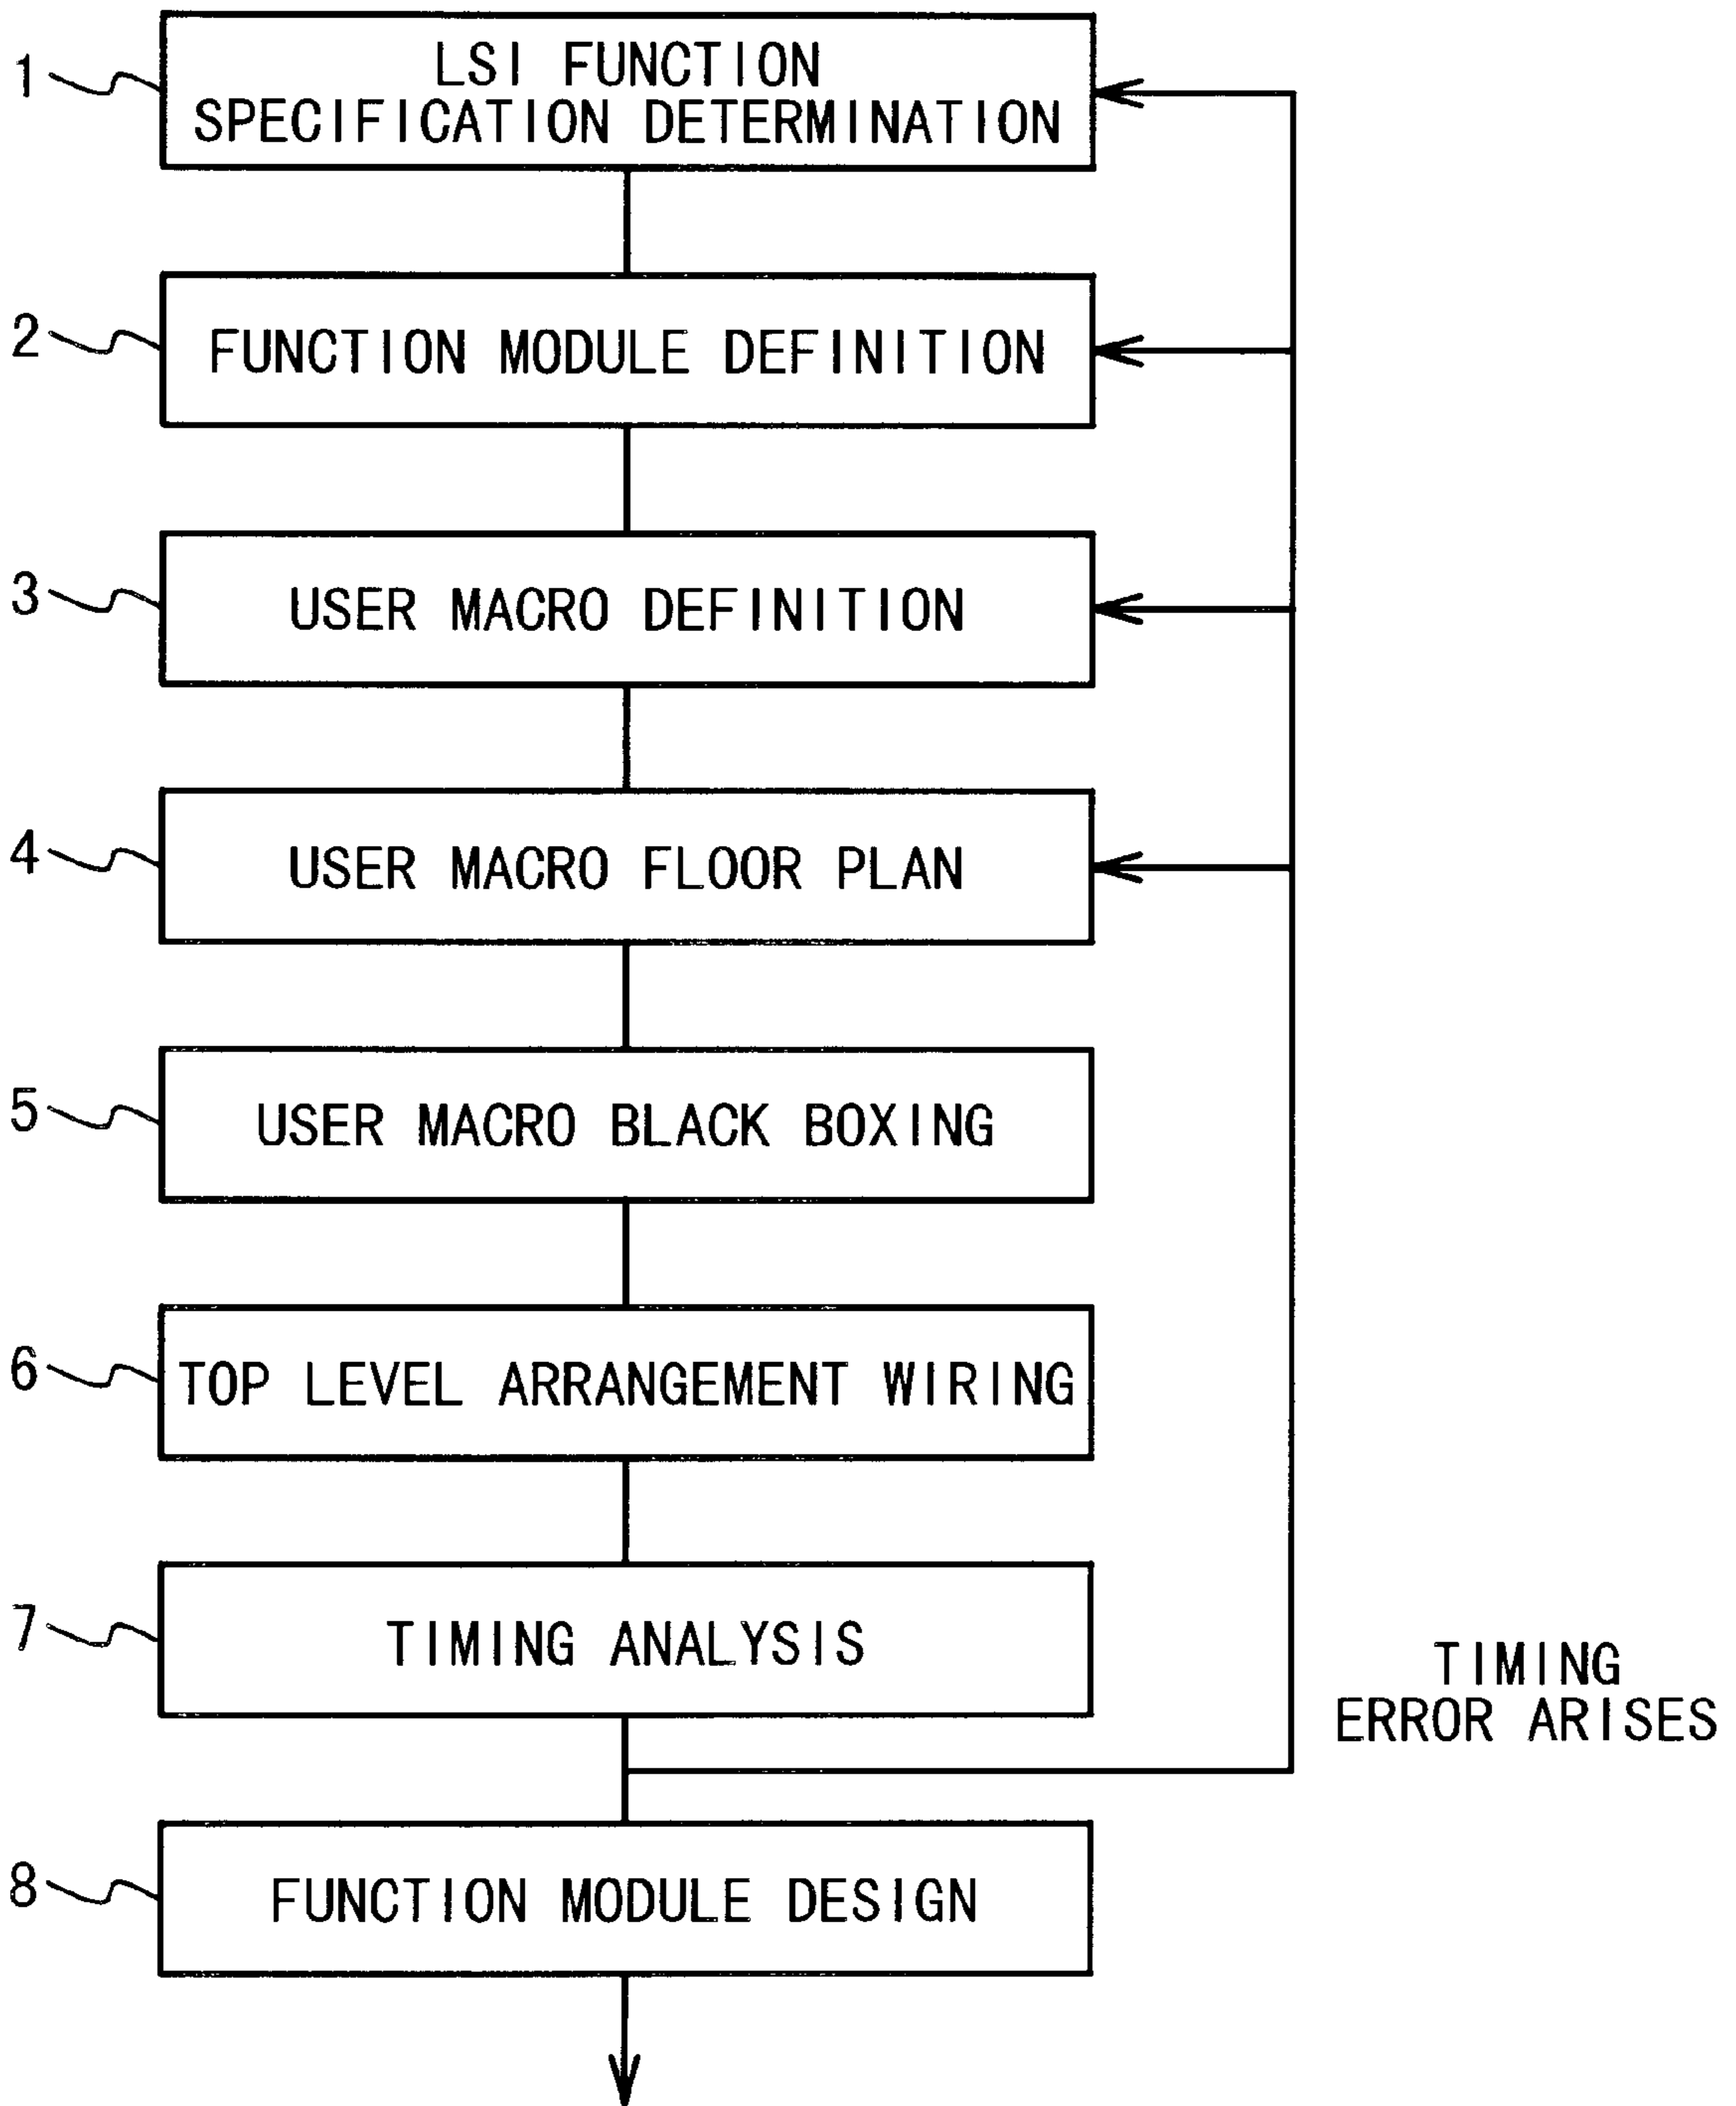 1
LSI FUNCTION
SPECIFICATION DETERMINATION
2
FUNCTION MODULE DEFINITION
3
USER MACRO DEFINITION
4
USER MACRO FLOOR PLAN
5
USER MACRO BLACK BOXING
6
TOP LEVEL ARRANGEMENT WIRING
7
TIMING ANALYSIS
TIMING
ERROR ARISES
8
FUNCTION MODULE DESIGN